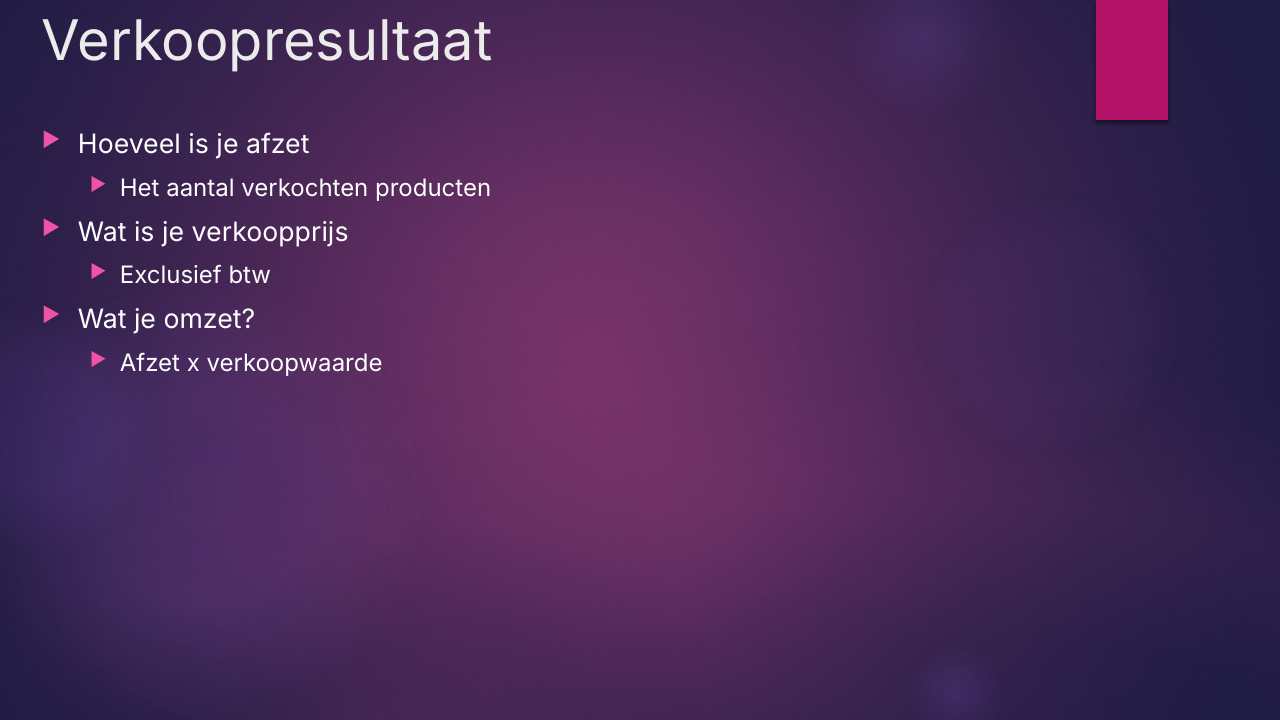 Verkoopresultaat
Hoeveel is je afzet
Het aantal verkochten producten
Wat is je verkoopprijs
Exclusief btw
Wat je omzet?
Afzet x verkoopwaarde